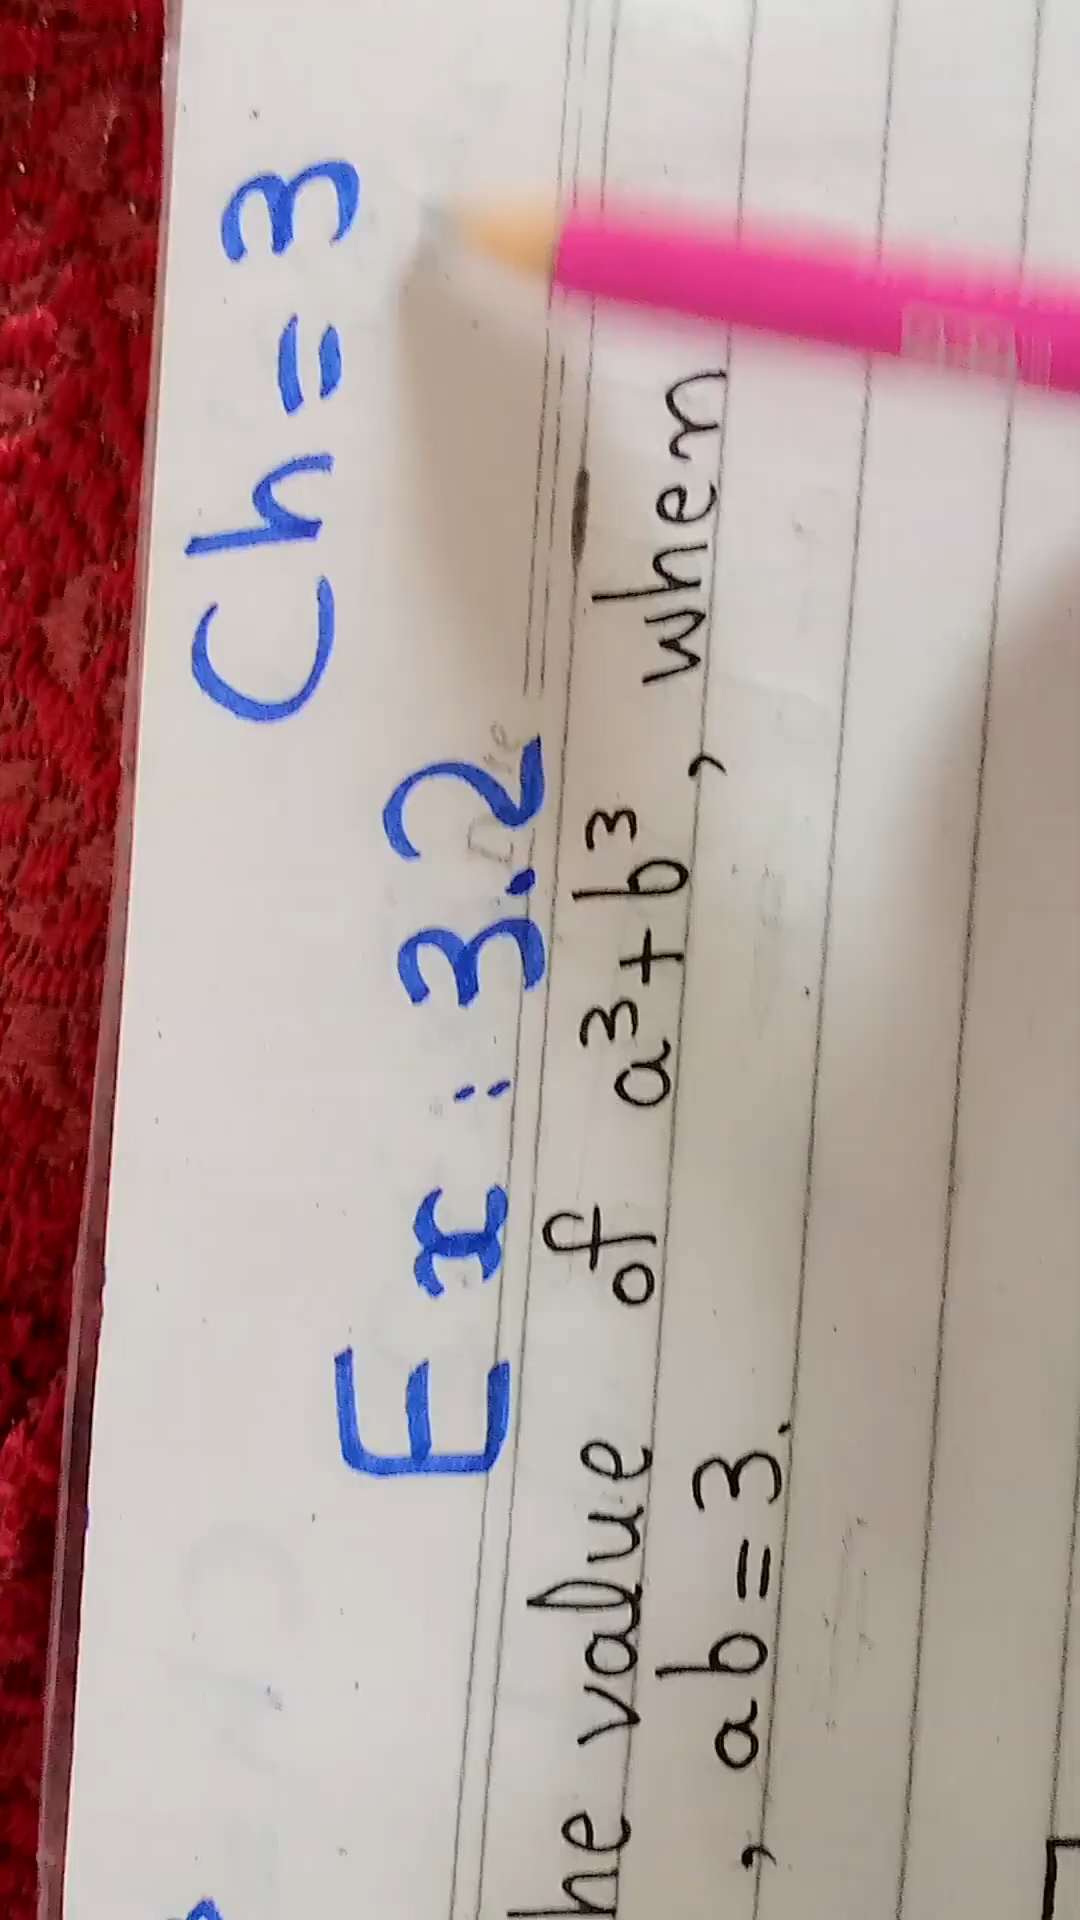 Ch = 3
Ex : 3.2
he value of a³+b³, when
, ab = 3.